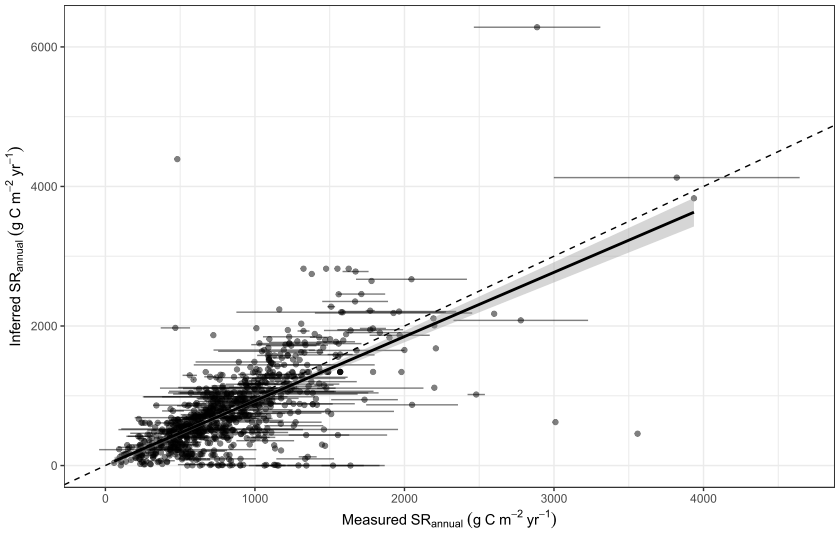 Inferred SRannual (g C m−2 yr−1)
6000
4000
2000
0
0 1000 2000 3000 4000
Measured SRannual (g C m−2 yr−1)